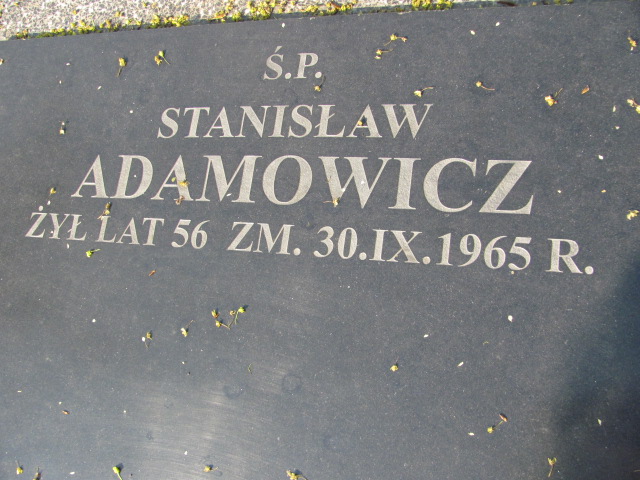 Ś.P.
STANISŁAW
ADAMOWICZ
ŻYŁ LAT 56 ZM. 30.IX.1965 R.